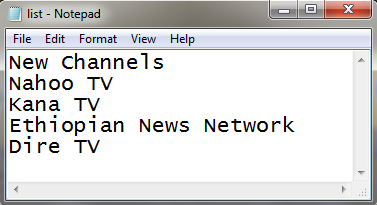 list - Notepad
File Edit Format View Help
New Channels
Nahoo TV
Kana TV
Ethiopian News Network
Dire TV